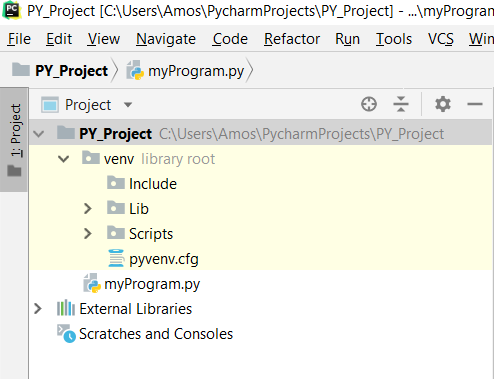 PC PY_Project [C:\Users\Amos\PycharmProjects\PY_Project] - ...\myProgram
File Edit View Navigate Code Refactor Run Tools VCS
PY_Project myProgram.py
1: Project
Project
PY_Project C:\Users\Amos\PycharmProjects\PY_Project
venv library root
Include
Lib
Scripts
pyvenv.cfg
myProgram.py
External Libraries
Scratches and Consoles